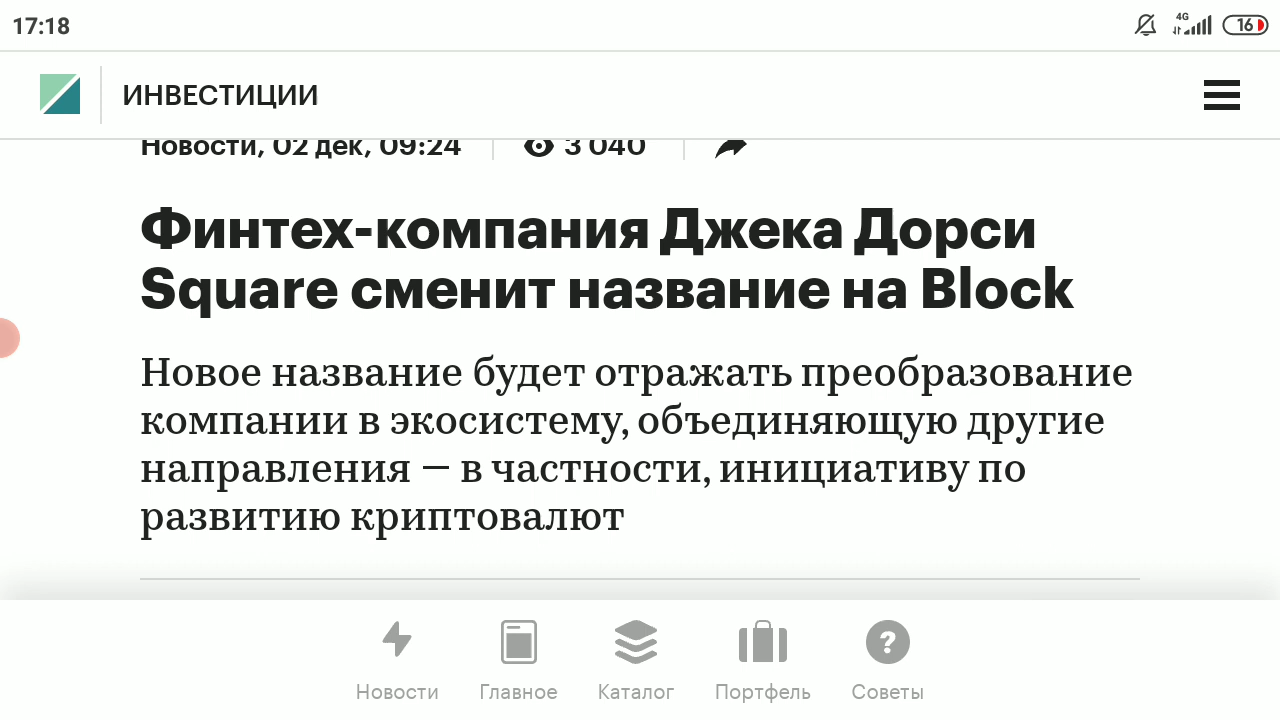 17:18
4G
16
ИНВЕСТИЦИИ
Новости, 02 дек, 09:24
3 040
Финтех-компания Джека Дорси
Square сменит название на Block
Новое название будет отражать преобразование
компании в экосистему, объединяющую другие
направления — в частности, инициативу по
развитию криптовалют
?
Новости
Главное
Каталог
Портфель
Советы